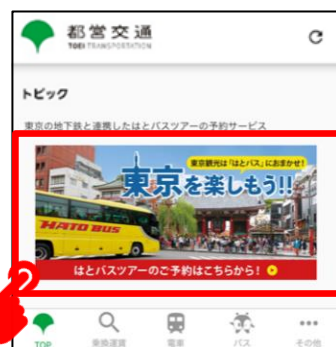 都営交通
TOEI TRANSPORTATION
トピック
東京の地下鉄と連携したはとバスツアーの予約サービス
東京観光は「はとバス」におまかせ!
東京を楽しもう!!
HATO BUS
はとバスツアーのご予約はこちらから!
2
TOP
乗換運賃
電車
バス
その他